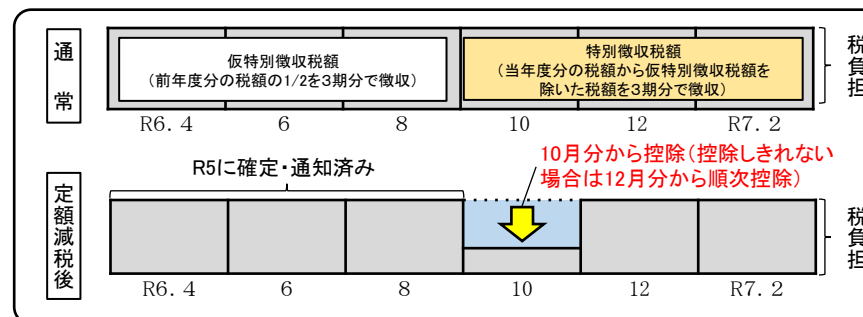 通常
仮特別徴収税額
(前年度分の税額の1/2を3期分で徴収)
特別徴収税額
(当年度分の税額から仮特別徴収税額を
除いた税額を3期分で徴収)
税負担
R6.4 6 8 10 12 R7.2
R5に確定・通知済み
10月分から控除(控除しきれない
場合は12月分から順次控除)
定額減税後
税負担
R6.4 6 8 10 12 R7.2